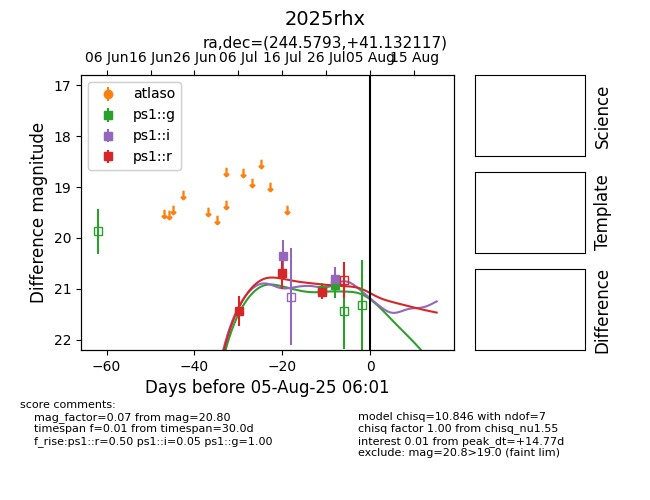 2025rhx
ra,dec=(244.5793,+41.132117)
06 Jun 16 Jun 26 Jun 06 Jul 16 Jul 26 Jul 05 Aug 15 Aug
17
18
19
20
21
22
Difference magnitude
atlaso
ps1::g
ps1::i
ps1::r
−60
−40
−20
0
Days before 05-Aug-25 06:01
Science
Template
Difference
score comments:
mag_factor=0.07 from mag=20.80
timespan f=0.01 from timespan=30.0d
f_rise:ps1::r=0.50 ps1::i=0.05 ps1::g=1.00
model chisq=10.846 with ndof=7
chisq factor 1.00 from chisq_nu1.55
interest 0.01 from peak_dt=+14.77d
exclude: mag=20.8>19.0 (faint lim)